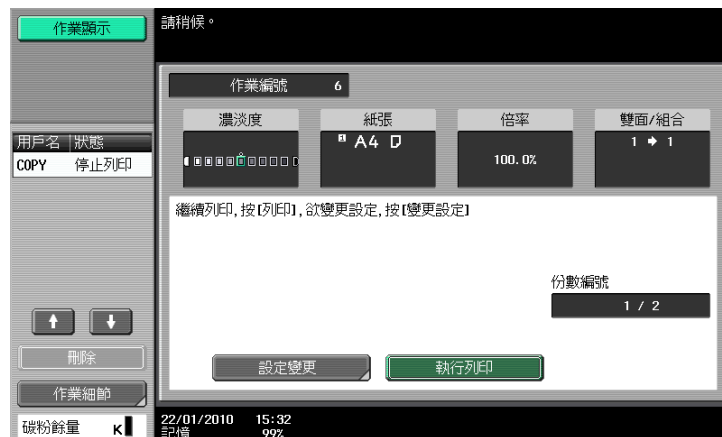 作業顯示
請稍候。
作業編號 6
濃淡度 紙張 倍率 雙面/組合
1 A4
100.0%
1 → 1
用戶名 狀態
COPY 停止列印
繼續列印,按[列印],欲變更設定,按[變更設定]
份數編號
1 / 2
刪除
設定變更
執行列印
作業細節
碳粉餘量 K
22/01/2010 15:32
記憶 99%